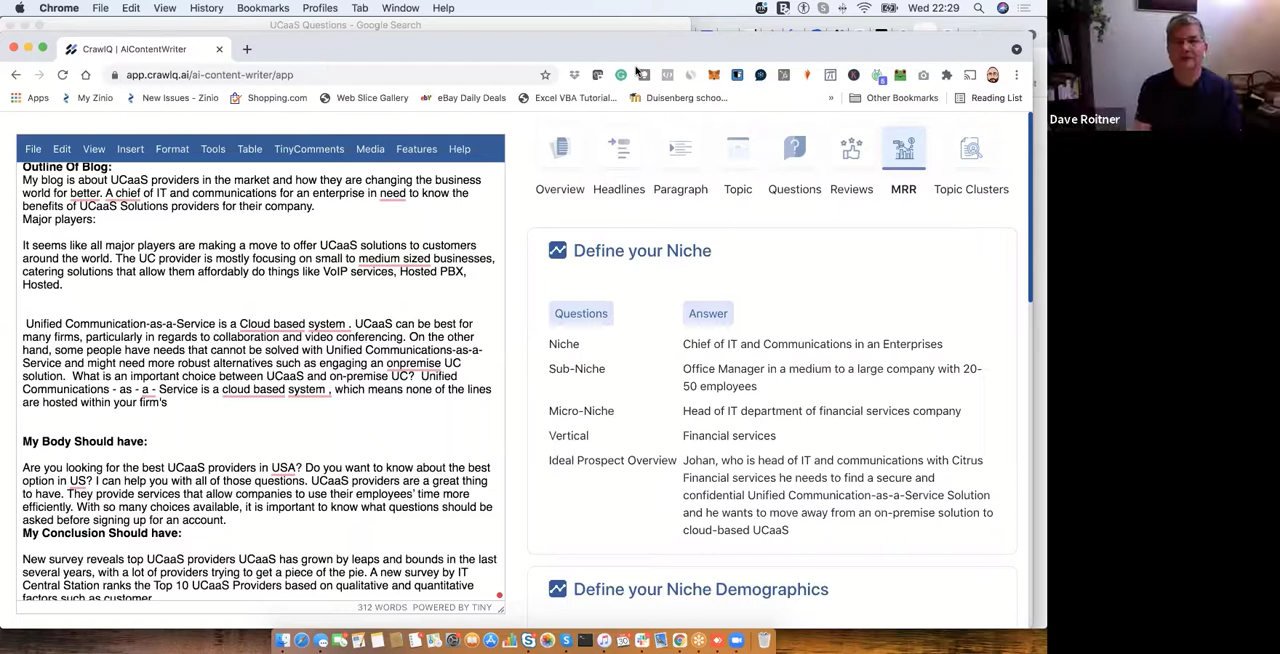 Chrome File Edit View History Bookmarks Profiles Tab Window Help
Wed 22:29
UCaaS Questions - Google Search
CrawlQ | AIContentWriter
app.crawlq.ai/ai-content-writer/app
Apps My Zinio New Issues - Zinio Shopping.com Web Slice Gallery eBay Daily Deals Excel VBA Tutorial... Duisenberg schoo... » Other Bookmarks Reading List
Dave Roitner
File Edit View Insert Format Tools Table TinyComments Media Features Help
Outline Of Blog:
My blog is about UCaaS providers in the market and how they are changing the business
world for better. A chief of IT and communications for an enterprise in need to know the
benefits of UCaaS Solutions providers for their company.
Major players:
It seems like all major players are making a move to offer UCaaS solutions to customers
around the world. The UC provider is mostly focusing on small to medium sized businesses,
catering solutions that allow them affordably do things like VoIP services, Hosted PBX,
Hosted.
Unified Communication-as-a-Service is a Cloud based system . UCaaS can be best for
many firms, particularly in regards to collaboration and video conferencing. On the other
hand, some people have needs that cannot be solved with Unified Communications-as-a-
Service and might need more robust alternatives such as engaging an onpremise UC
solution. What is an important choice between UCaaS and on-premise UC? Unified
Communications - as - a - Service is a cloud based system , which means none of the lines
are hosted within your firm's
My Body Should have:
Are you looking for the best UCaaS providers in USA? Do you want to know about the best
option in US? I can help you with all of those questions. UCaaS providers are a great thing
to have. They provide services that allow companies to use their employees' time more
efficiently. With so many choices available, it is important to know what questions should be
asked before signing up for an account.
My Conclusion Should have:
New survey reveals top UCaaS providers UCaaS has grown by leaps and bounds in the last
several years, with a lot of providers trying to get a piece of the pie. A new survey by IT
Central Station ranks the Top 10 UCaaS Providers based on qualitative and quantitative
factors such as customer
312 WORDS POWERED BY TINY
Overview Headlines Paragraph Topic Questions Reviews MRR Topic Clusters
Define your Niche
Questions Answer
Niche Chief of IT and Communications in an Enterprises
Sub-Niche Office Manager in a medium to a large company with 20-
50 employees
Micro-Niche Head of IT department of financial services company
Vertical Financial services
Ideal Prospect Overview Johan, who is head of IT and communications with Citrus
Financial services he needs to find a secure and
confidential Unified Communication-as-a-Service Solution
and he wants to move away from an on-premise solution to
cloud-based UCaaS
Define your Niche Demographics